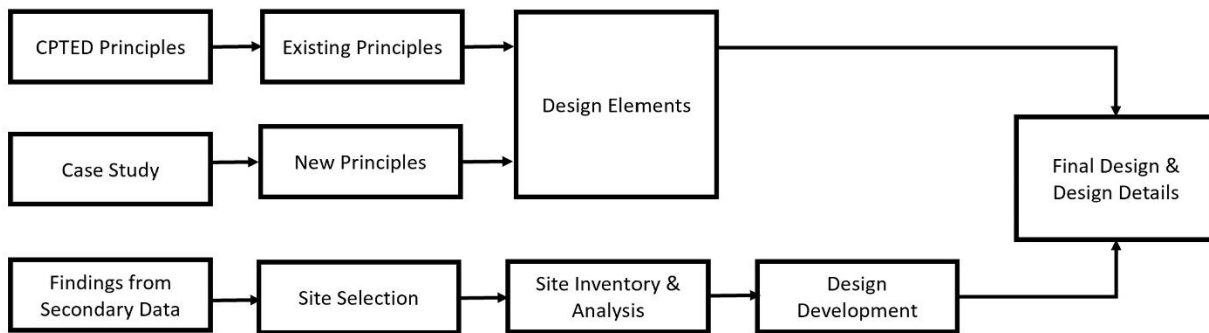 CPTED Principles
Existing Principles
Design Elements
Case Study
New Principles
Final Design &
Design Details
Findings from
Secondary Data
Site Selection
Site Inventory &
Analysis
Design
Development